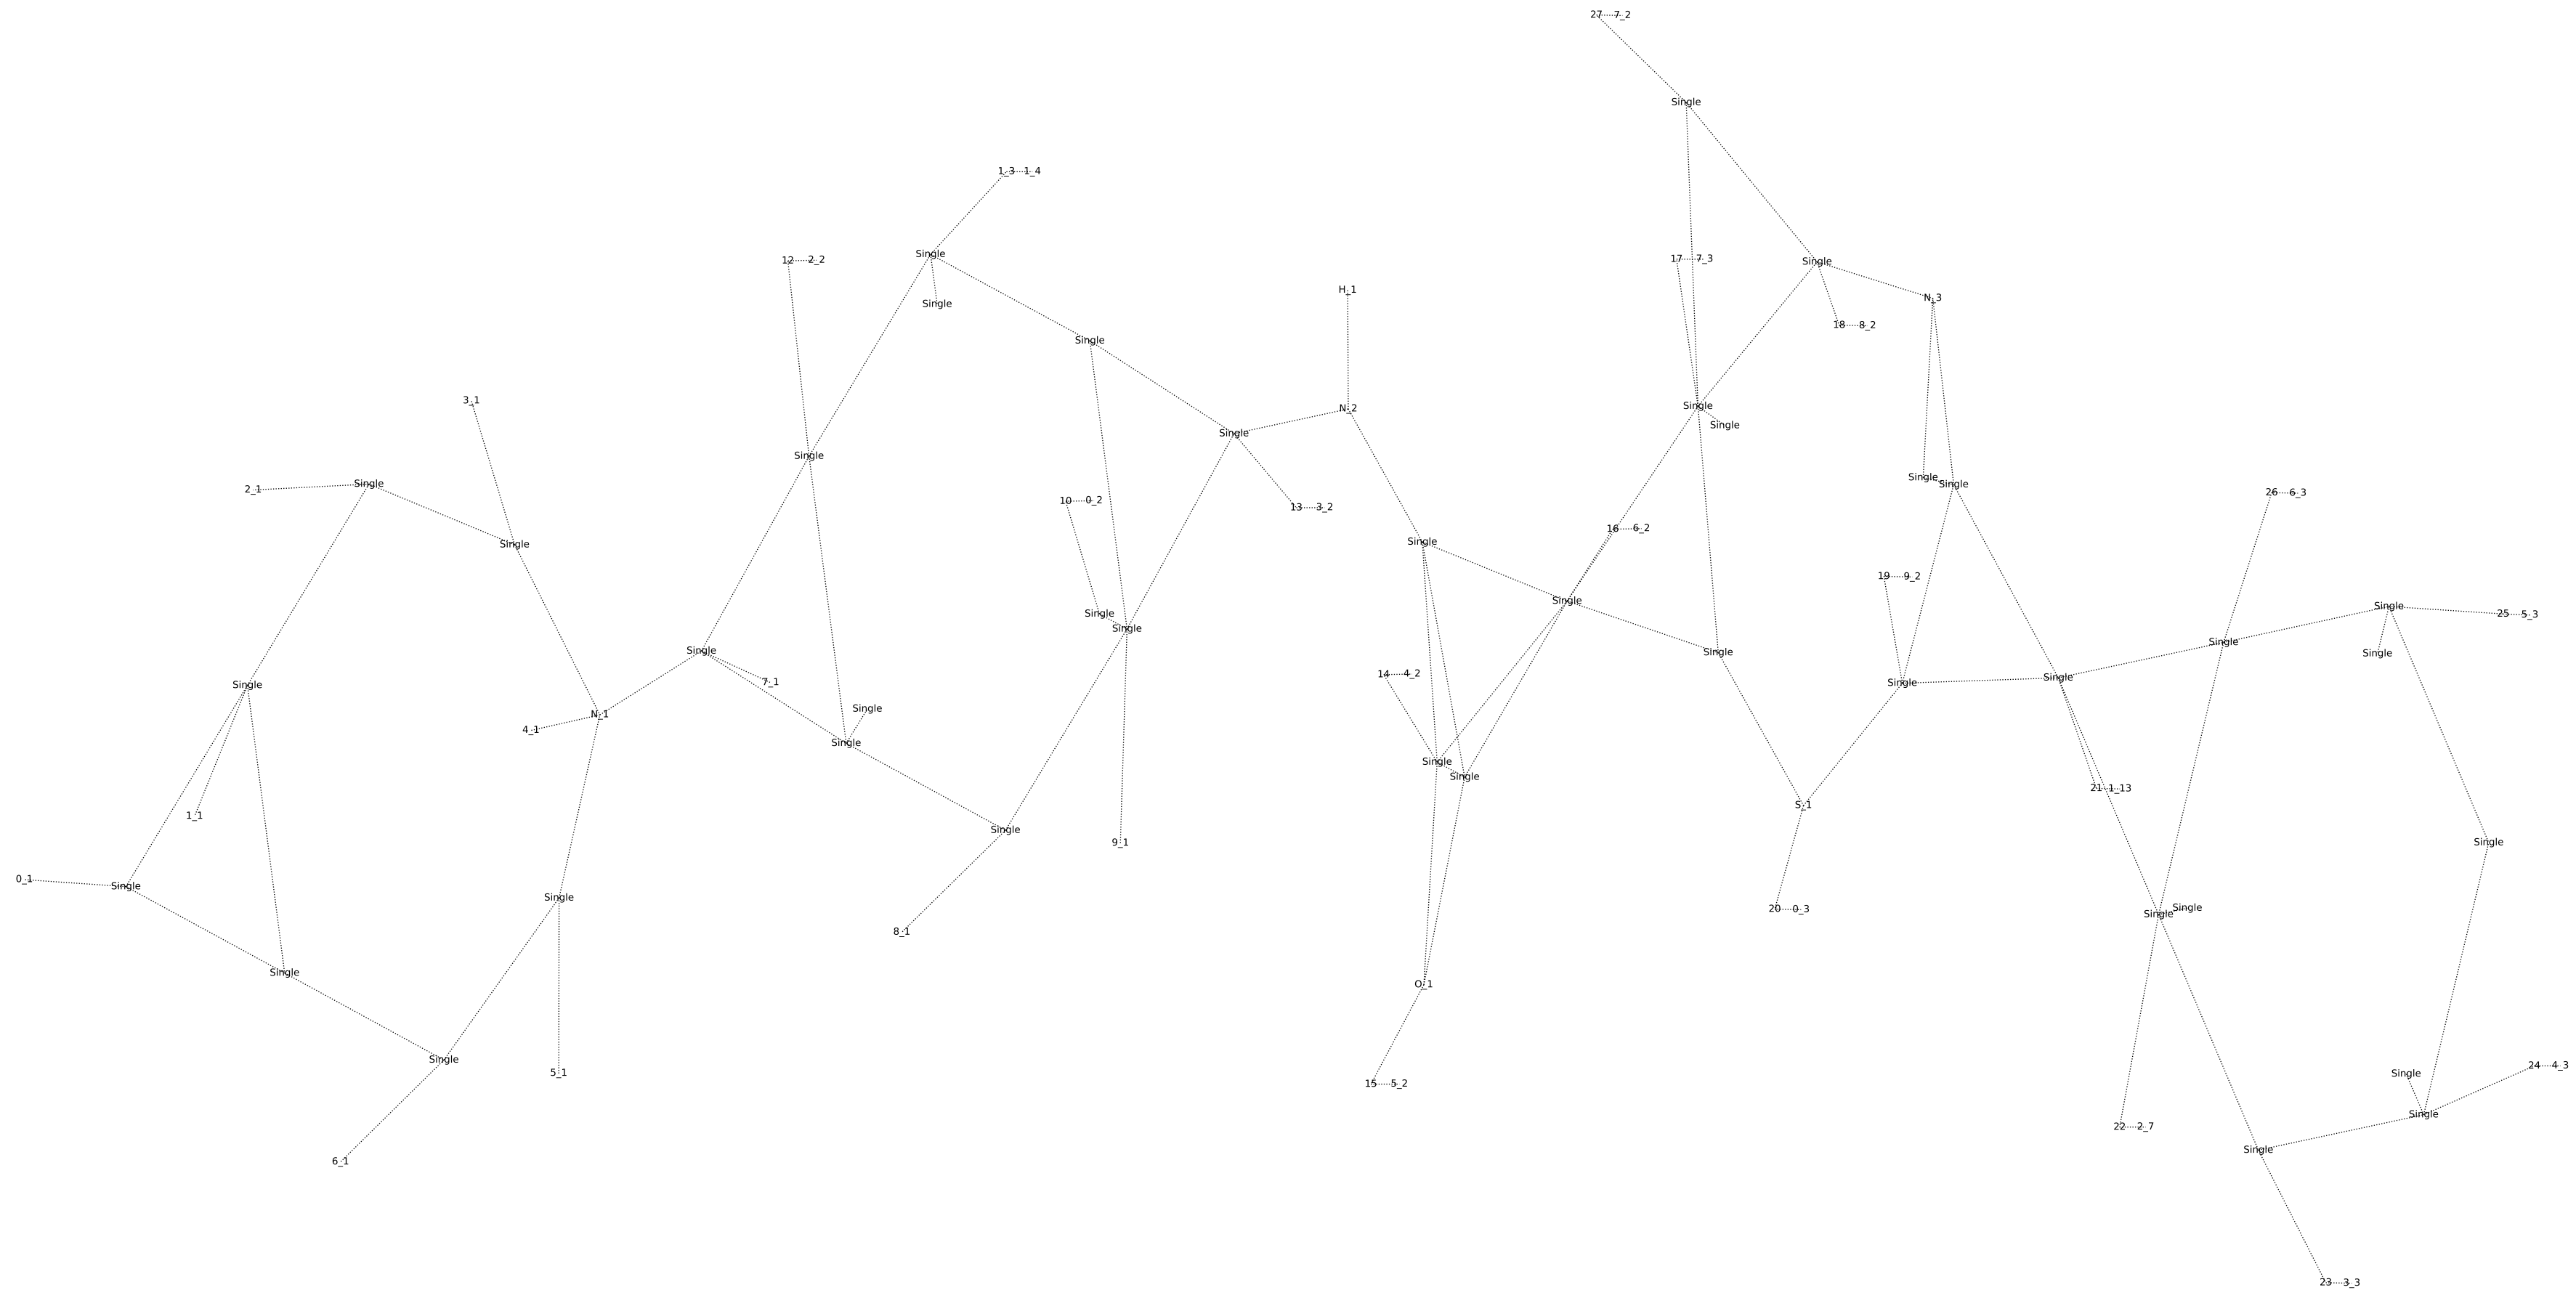 27 7_2
Single
1_3 1_4
Single
12 2_2
17 7_3
Single
H_1
N_3
Single
18 8_2
Single
3_1
Single
N_2
Single
Single
Single
Single
Single
Single
2_1
26 6_3
10 0_2
13 3_2
16 6_2
Single
Single
19 9_2
Single
Single
Single
25 5_3
Single
Single
Single
Single
Single
14 4_2
Single
Single
7_1
Single
Single
N_1
4_1
Single
Single
Single
21 1_13
S_1
1_1
Single
9_1
Single
0_1
Single
Single
20 0_3
Single
Single
8_1
Single
O_1
Single
24 4_3
5_1
Single
15 5_2
Single
22 2_7
Single
6_1
23 3_3